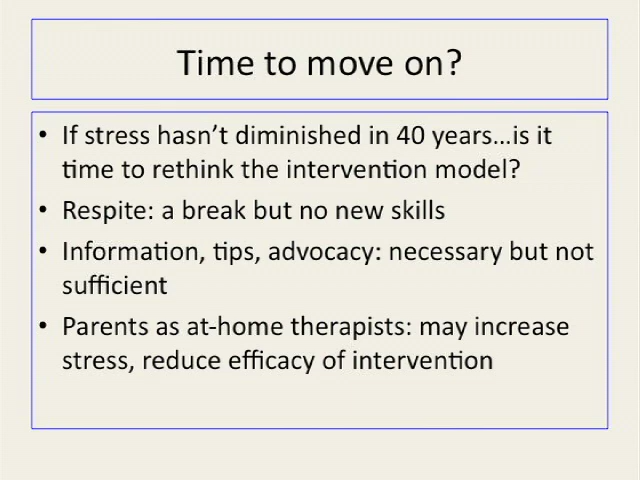 Time to move on?
• If stress hasn’t diminished in 40 years…is it
time to rethink the intervention model?
• Respite: a break but no new skills
• Information, tips, advocacy: necessary but not
sufficient
• Parents as at-home therapists: may increase
stress, reduce efficacy of intervention